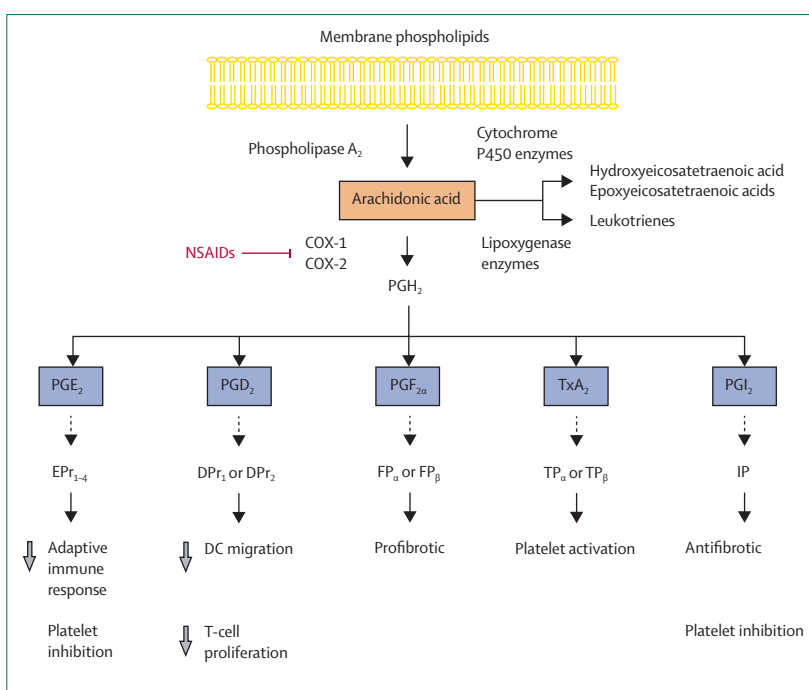 Membrane phospholipids
Phospholipase A₂
Cytochrome
P450 enzymes
Arachidonic acid
Hydroxyeicosatetraenoic acid
Epoxyeicosatetraenoic acids
Leukotrienes
NSAIDs
COX-1
COX-2
Lipoxygenase
enzymes
PGH₂
PGE₂
PGD₂
PGF₂α
TxA₂
PGI₂
EPr₁₋₄
DPr₁ or DPr₂
FPα or FPβ
TPα or TPβ
IP
Adaptive
immune
response
DC migration
Profibrotic
Platelet activation
Antifibrotic
Platelet
inhibition
T-cell
proliferation
Platelet inhibition